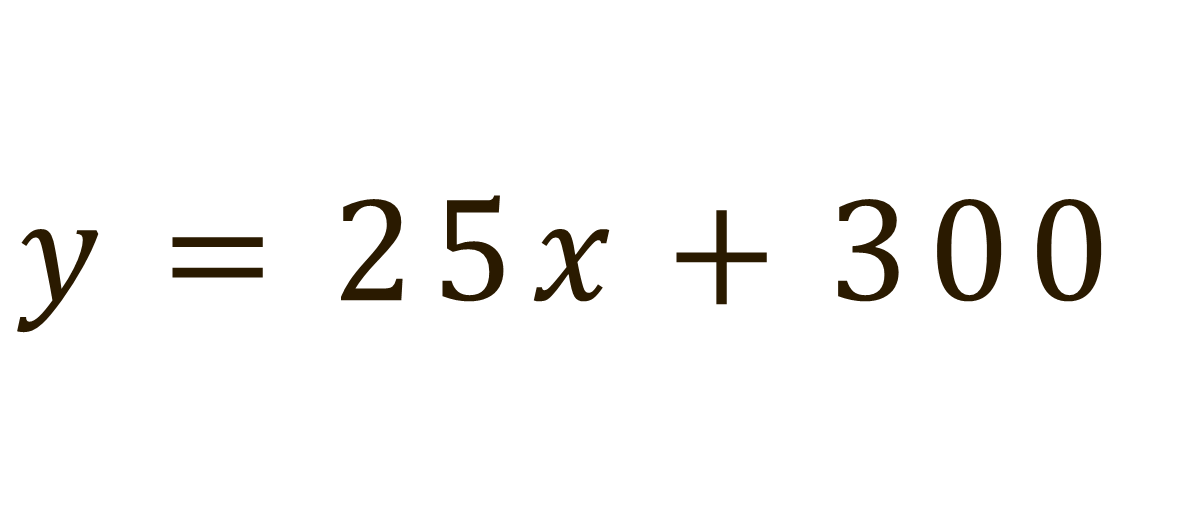 y = 25x + 300